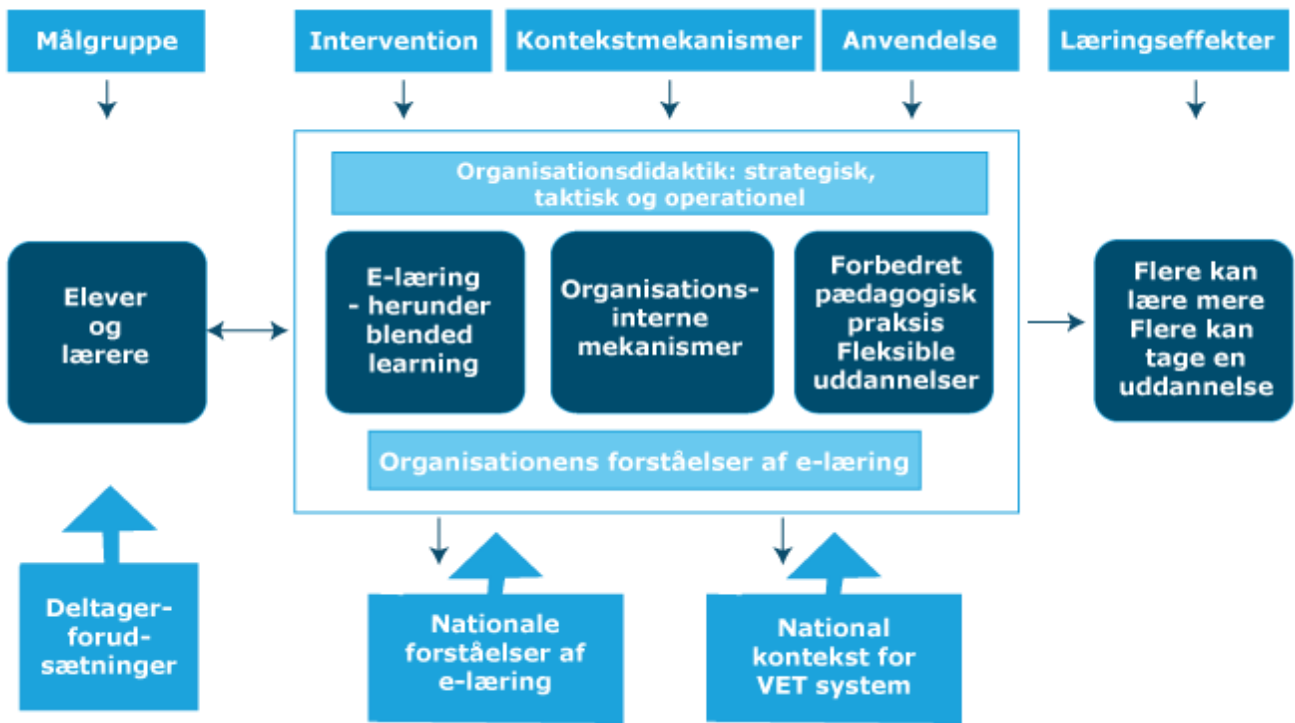 Målgruppe
Intervention
Kontekstmekanismer
Anvendelse
Læringseffekter
Organisationsdidaktik: strategisk,
taktisk og operationel
Elever
og
lærere
E-læring
- herunder
blended
learning
Organisations-
interne
mekanismer
Forbedret
pædagogisk
praksis
Fleksible
uddannelser
Flere kan
lære mere
Flere kan
tage en
uddannelse
Organisationens forståelser af e-læring
Deltager-
forud-
sætninger
Nationale
forståelser af
e-læring
National
kontekst for
VET system